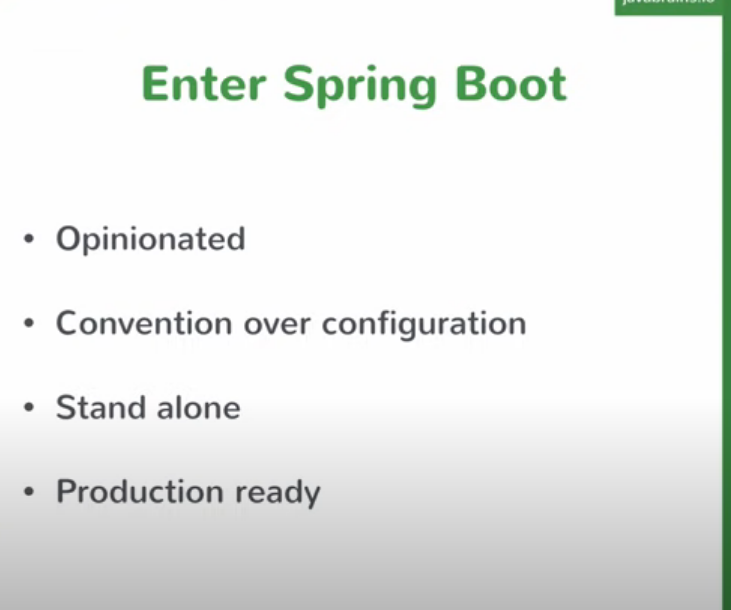 Enter Spring Boot
• Opinionated
• Convention over configuration
• Stand alone
• Production ready